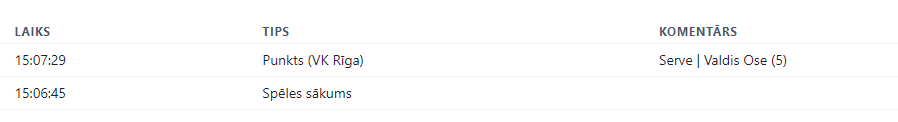 LAIKS TIPS KOMENTĀRS
15:07:29 Punkts (VK Rīga) Serve | Valdis Ose (5)
15:06:45 Spēles sākums